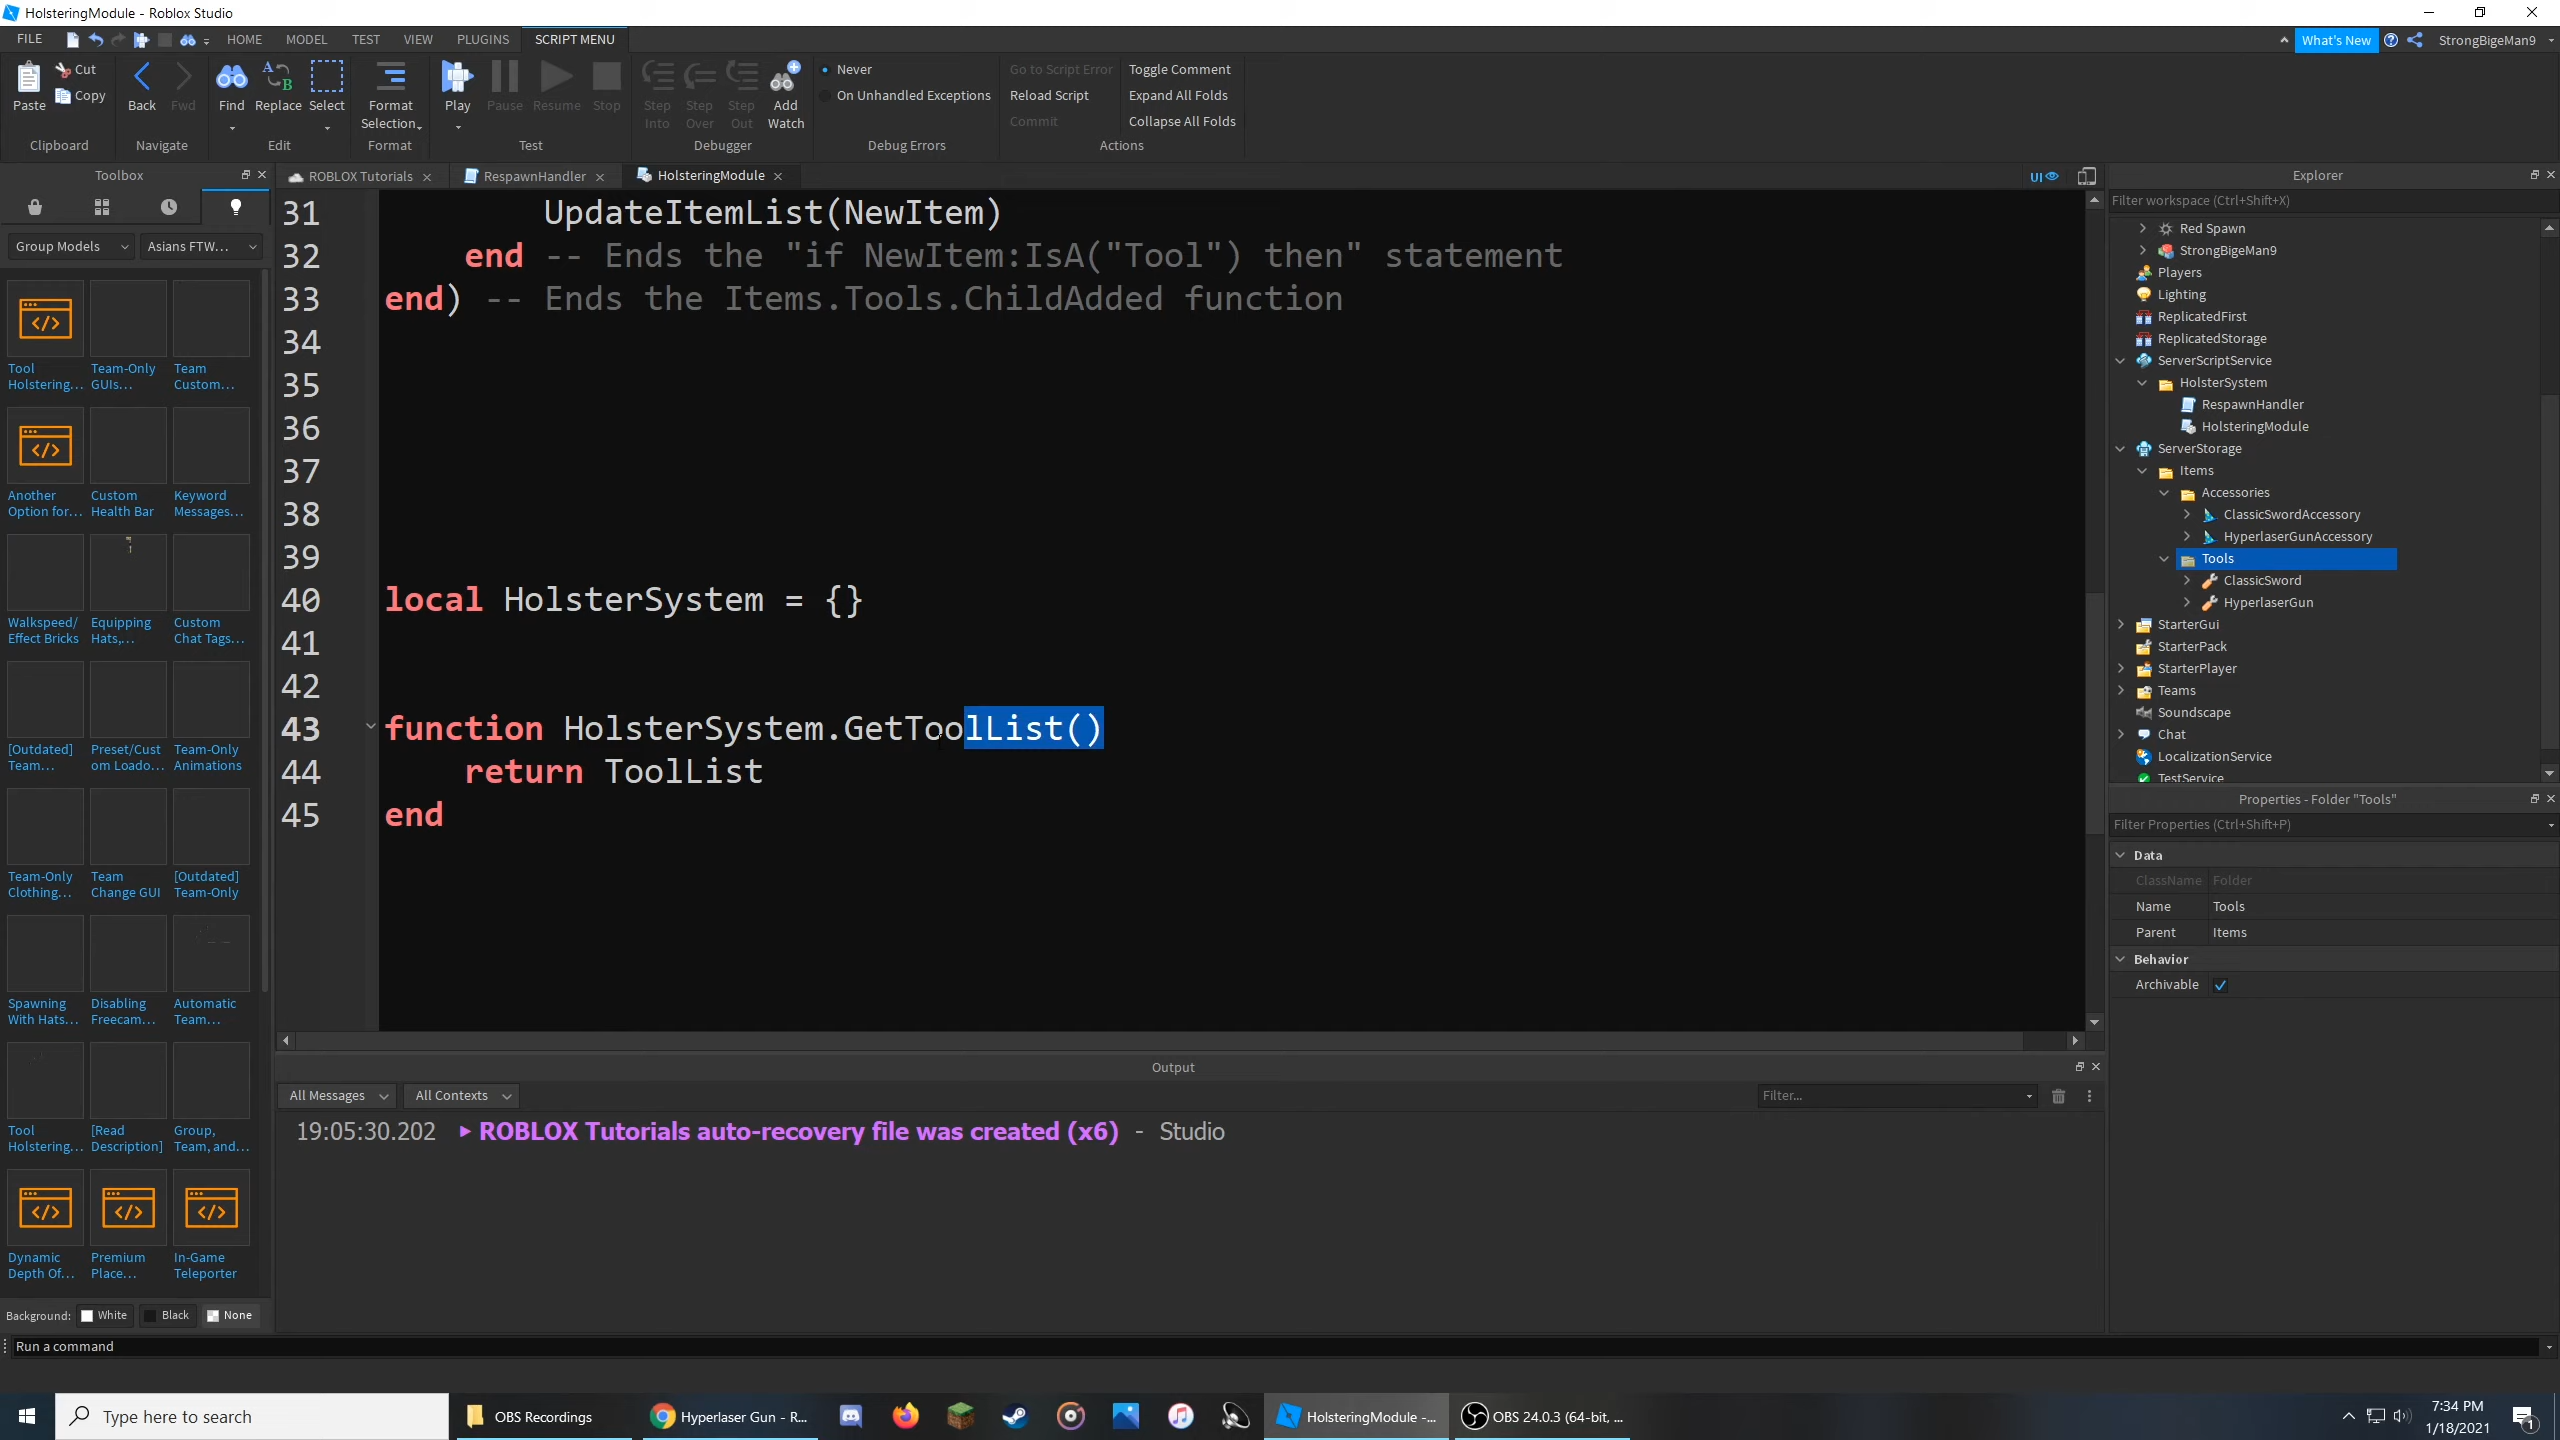 HolsteringModule - Roblox Studio
FILE HOME MODEL TEST VIEW PLUGINS SCRIPT MENU What's New StrongBigeMan9
Paste Cut Copy Clipboard
Back Fwd Navigate
Find Replace Select Edit
Format Selection Format
Play Pause Resume Stop Test
Step Into Step Over Step Out Add Watch Debugger
Never
On Unhandled Exceptions
Debug Errors
Go to Script Error Toggle Comment
Reload Script Expand All Folds
Commit Collapse All Folds
Actions
Toolbox
Group Models Asians FTW...
Tool Holstering...
Team-Only GUIs...
Team Custom...
Another Option for...
Custom Health Bar
Keyword Messages...
Walkspeed/ Effect Bricks
Equipping Hats,...
Custom Chat Tags...
[Outdated] Team...
Preset/Cust om Loado...
Team-Only Animations
Team-Only Clothing...
Team Change GUI
[Outdated] Team-Only
Spawning With Hats...
Disabling Freecam...
Automatic Team...
Tool Holstering...
[Read Description]
Group, Team, and...
Dynamic Depth Of...
Premium Place...
In-Game Teleporter
Background: White Black None
ROBLOX Tutorials RespawnHandler HolsteringModule UI
31 UpdateItemList(NewItem)
32 end -- Ends the "if NewItem:IsA("Tool") then" statement
33 end) -- Ends the Items.Tools.ChildAdded function
34
35
36
37
38
39
40 local HolsterSystem = {}
41
42
43 function HolsterSystem.GetToolList()
44 return ToolList
45 end
Output
All Messages All Contexts Filter...
19:05:30.202 ROBLOX Tutorials auto-recovery file was created (x6) - Studio
Explorer
Filter workspace (Ctrl+Shift+X)
Red Spawn
StrongBigeMan9
Players
Lighting
ReplicatedFirst
ReplicatedStorage
ServerScriptService
HolsterSystem
RespawnHandler
HolsteringModule
ServerStorage
Items
Accessories
ClassicSwordAccessory
HyperlaserGunAccessory
Tools
ClassicSword
HyperlaserGun
StarterGui
StarterPack
StarterPlayer
Teams
Soundscape
Chat
LocalizationService
TestService
Properties - Folder "Tools"
Filter Properties (Ctrl+Shift+P)
Data
ClassName Folder
Name Tools
Parent Items
Behavior
Archivable
Run a command
Type here to search OBS Recordings Hyperlaser Gun - R... HolsteringModule -... OBS 24.0.3 (64-bit, ...
7:34 PM
1/18/2021
1